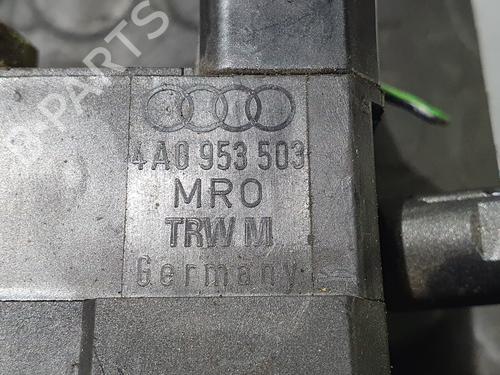 D-PARTS
4A0 953 503
MRO
TRW M
Germany